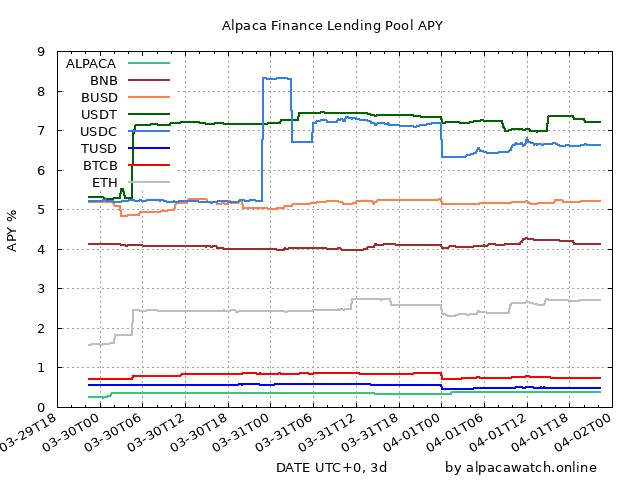 Alpaca Finance Lending Pool APY
9
8
7
6
5
4
3
2
1
0
APY %
ALPACA
BNB
BUSD
USDT
USDC
TUSD
BTCB
ETH
03-29T18
03-30T00
03-30T06
03-30T12
03-30T18
03-31T00
03-31T06
03-31T12
03-31T18
04-01T00
04-01T06
04-01T12
04-01T18
04-02T00
DATE UTC+0, 3d
by alpacawatch.online